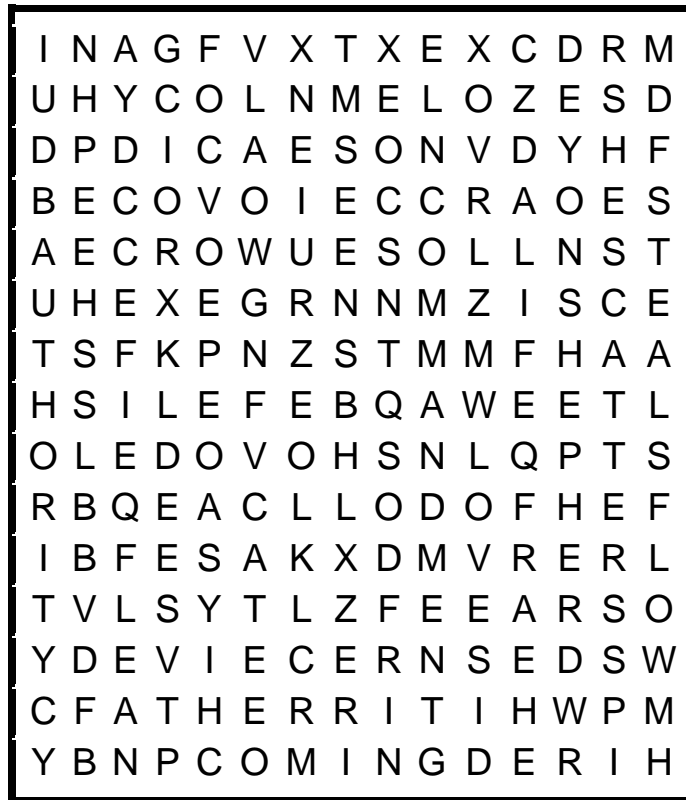 I N A G F V X T X E X C D R M
U H Y C O L N M E L O Z E S D
D P D I C A E S O N V D Y H F
B E C O V O I E C C R A O E S
A E C R O W U E S O L L N S T
U H E X E G R N N M Z I S C E
T S F K P N Z S T M M F H A A
H S I L E F E B Q A W E E T L
O L E D O V O H S N L Q P T S
R B Q E A C L L O D O F H E F
I B F E S A K X D M V R E R L
T V L S Y T L Z F E E A R S O
Y D E V I E C E R N S E D S W
C F A T H E R R I T I H W P M
Y B N P C O M I N G D E R I H